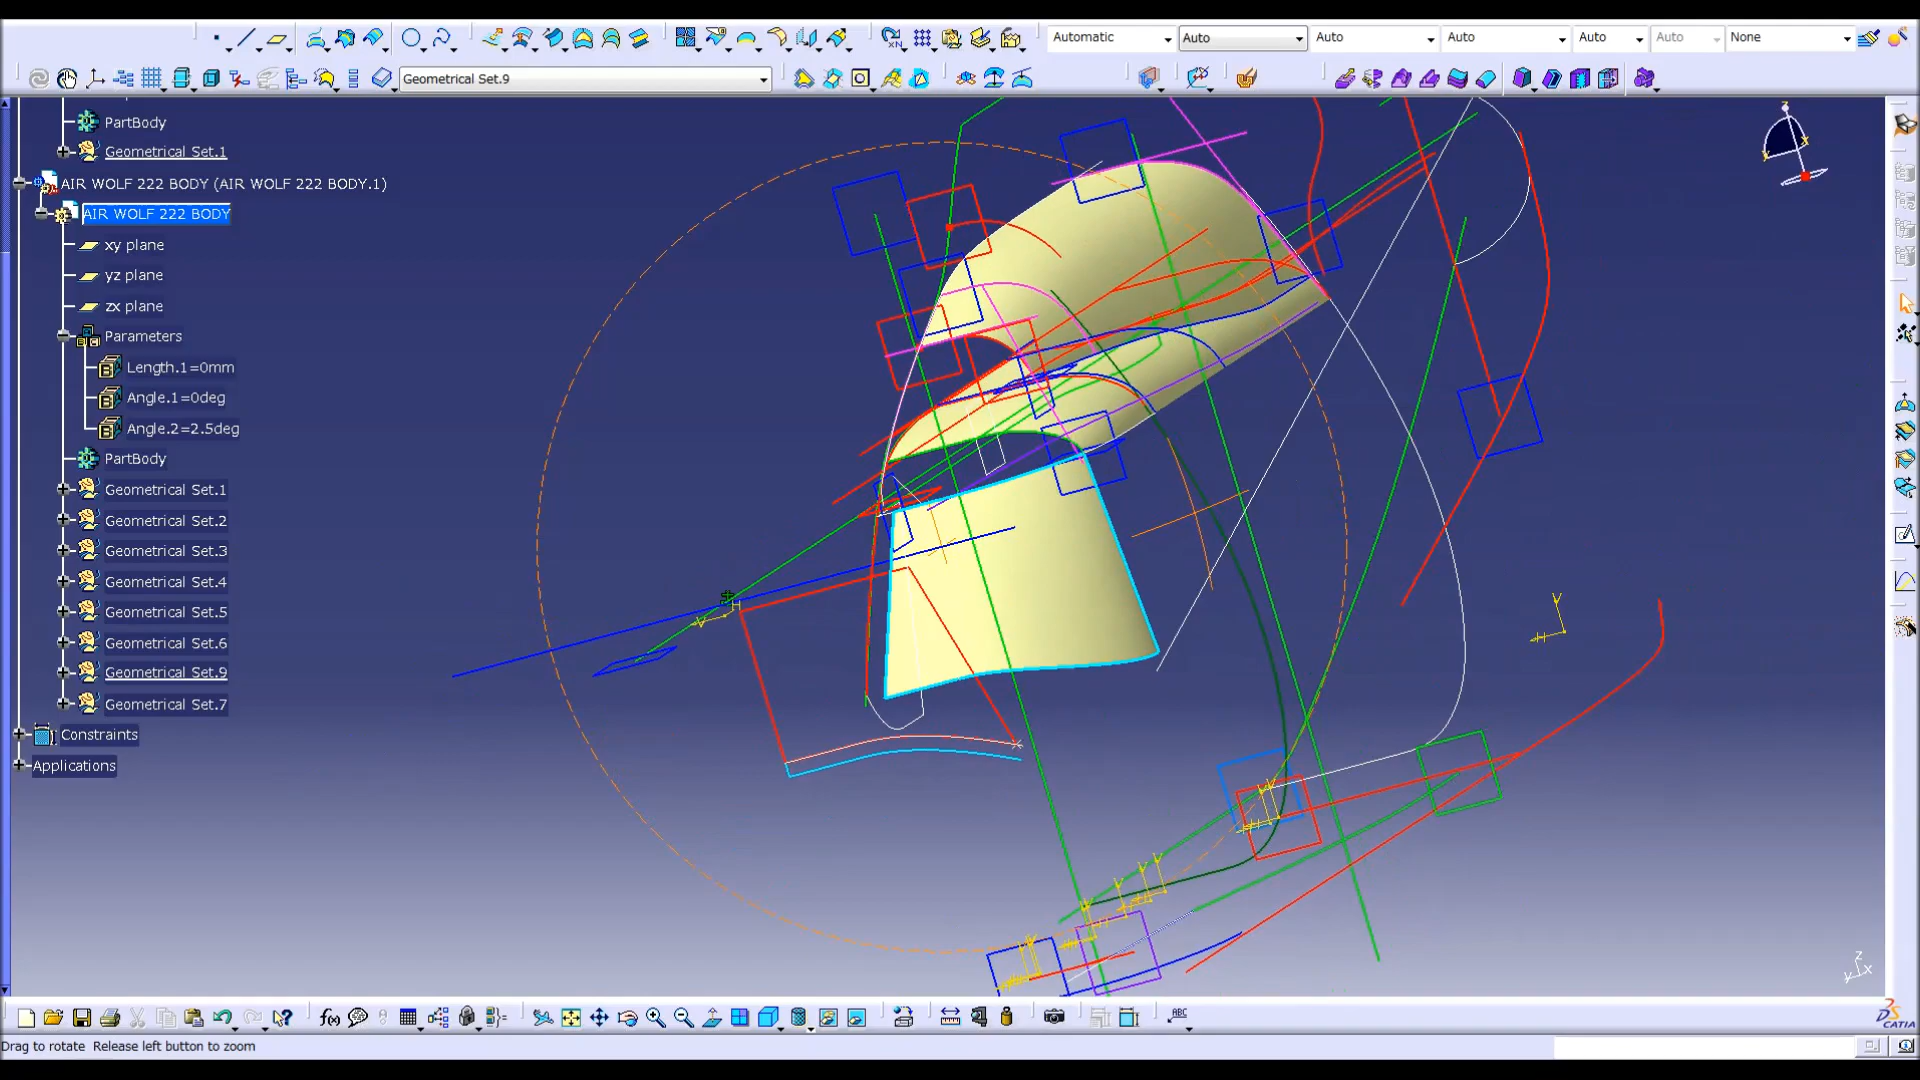 Automatic Auto Auto Auto Auto Auto None
Geometrical Set.9
PartBody
Geometrical Set.1
AIR WOLF 222 BODY (AIR WOLF 222 BODY.1)
AIR WOLF 222 BODY
xy plane
yz plane
zx plane
Parameters
Length.1=0mm
Angle.1=0deg
Angle.2=2.5deg
PartBody
Geometrical Set.1
Geometrical Set.2
Geometrical Set.3
Geometrical Set.4
Geometrical Set.5
Geometrical Set.6
Geometrical Set.9
Geometrical Set.7
Constraints
Applications
H
V
V
z
x
y
f(x)
ABC
CATIA
Drag to rotate Release left button to zoom